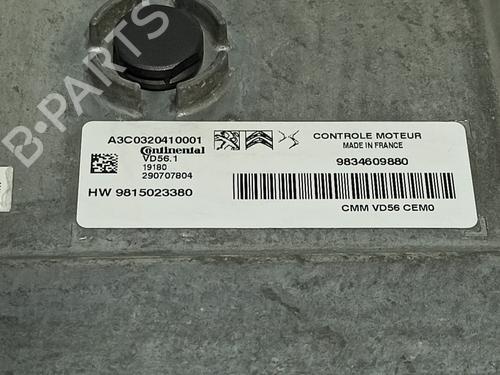 B-PARTS
A3C0320410001
Continental
VD56.1
19180
290707804
HW 9815023380
CONTROLE MOTEUR
MADE IN FRANCE
9834609880
CMM VD56 CEM0